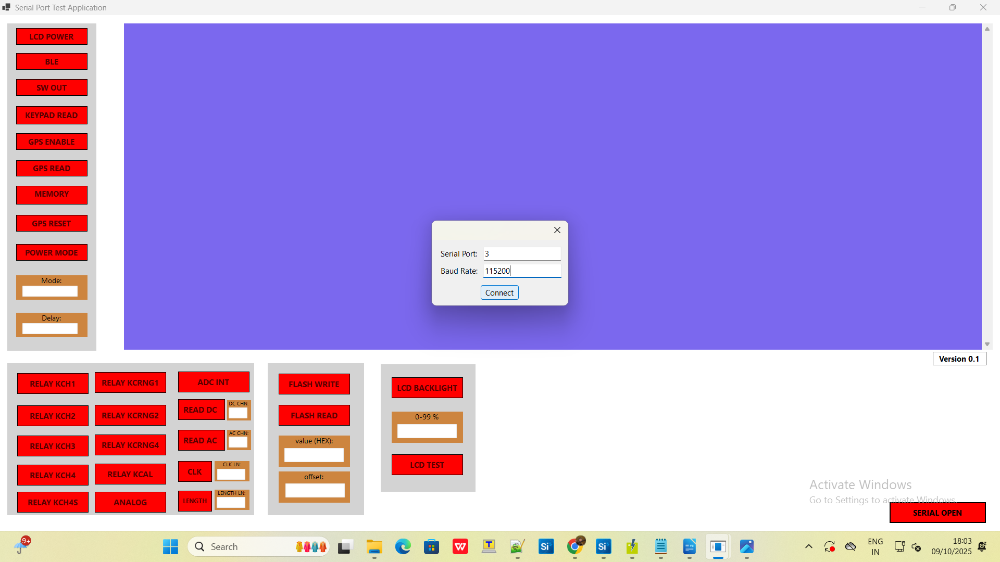 Serial Port Test Application
LCD POWER
BLE
SW OUT
KEYPAD READ
GPS ENABLE
GPS READ
MEMORY
GPS RESET
POWER MODE
Mode:
Delay:
Serial Port: 3
Baud Rate: 115200
Connect
Version 0.1
RELAY KCH1
RELAY KCH2
RELAY KCH3
RELAY KCH4
RELAY KCH4S
RELAY KCRNG1
RELAY KCRNG2
RELAY KCRNG4
RELAY KCAL
ANALOG
ADC INT
READ DC
DC CHN:
READ AC
AC CHN:
CLK
CLK LN:
LENGTH
LENGTH LN:
FLASH WRITE
FLASH READ
value (HEX):
offset:
LCD BACKLIGHT
0-99 %
LCD TEST
Activate Windows
Go to Settings to activate Windows.
SERIAL OPEN
9+
Search
W
T
Si
Si
ENG
IN
18:03
09/10/2025